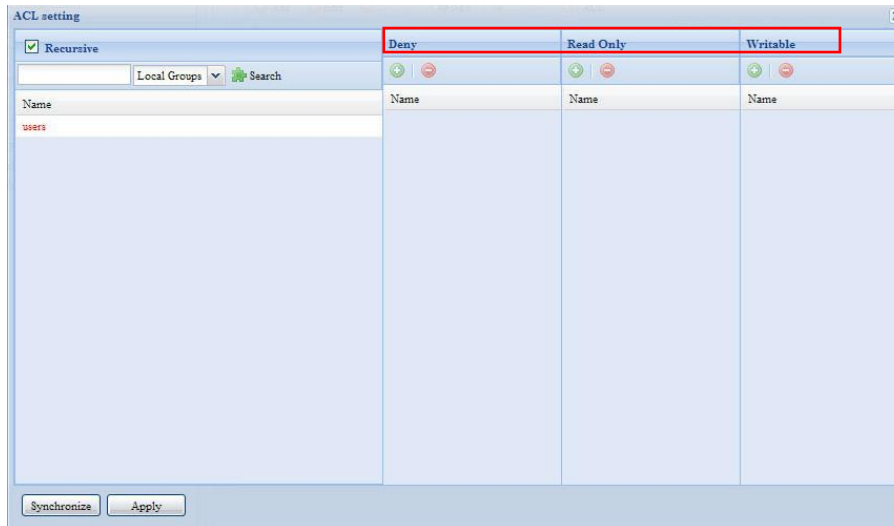 ACL setting
Recursive
Deny
Read Only
Writable
Local Groups
Search
Name
Name
Name
Name
users
Synchronize
Apply